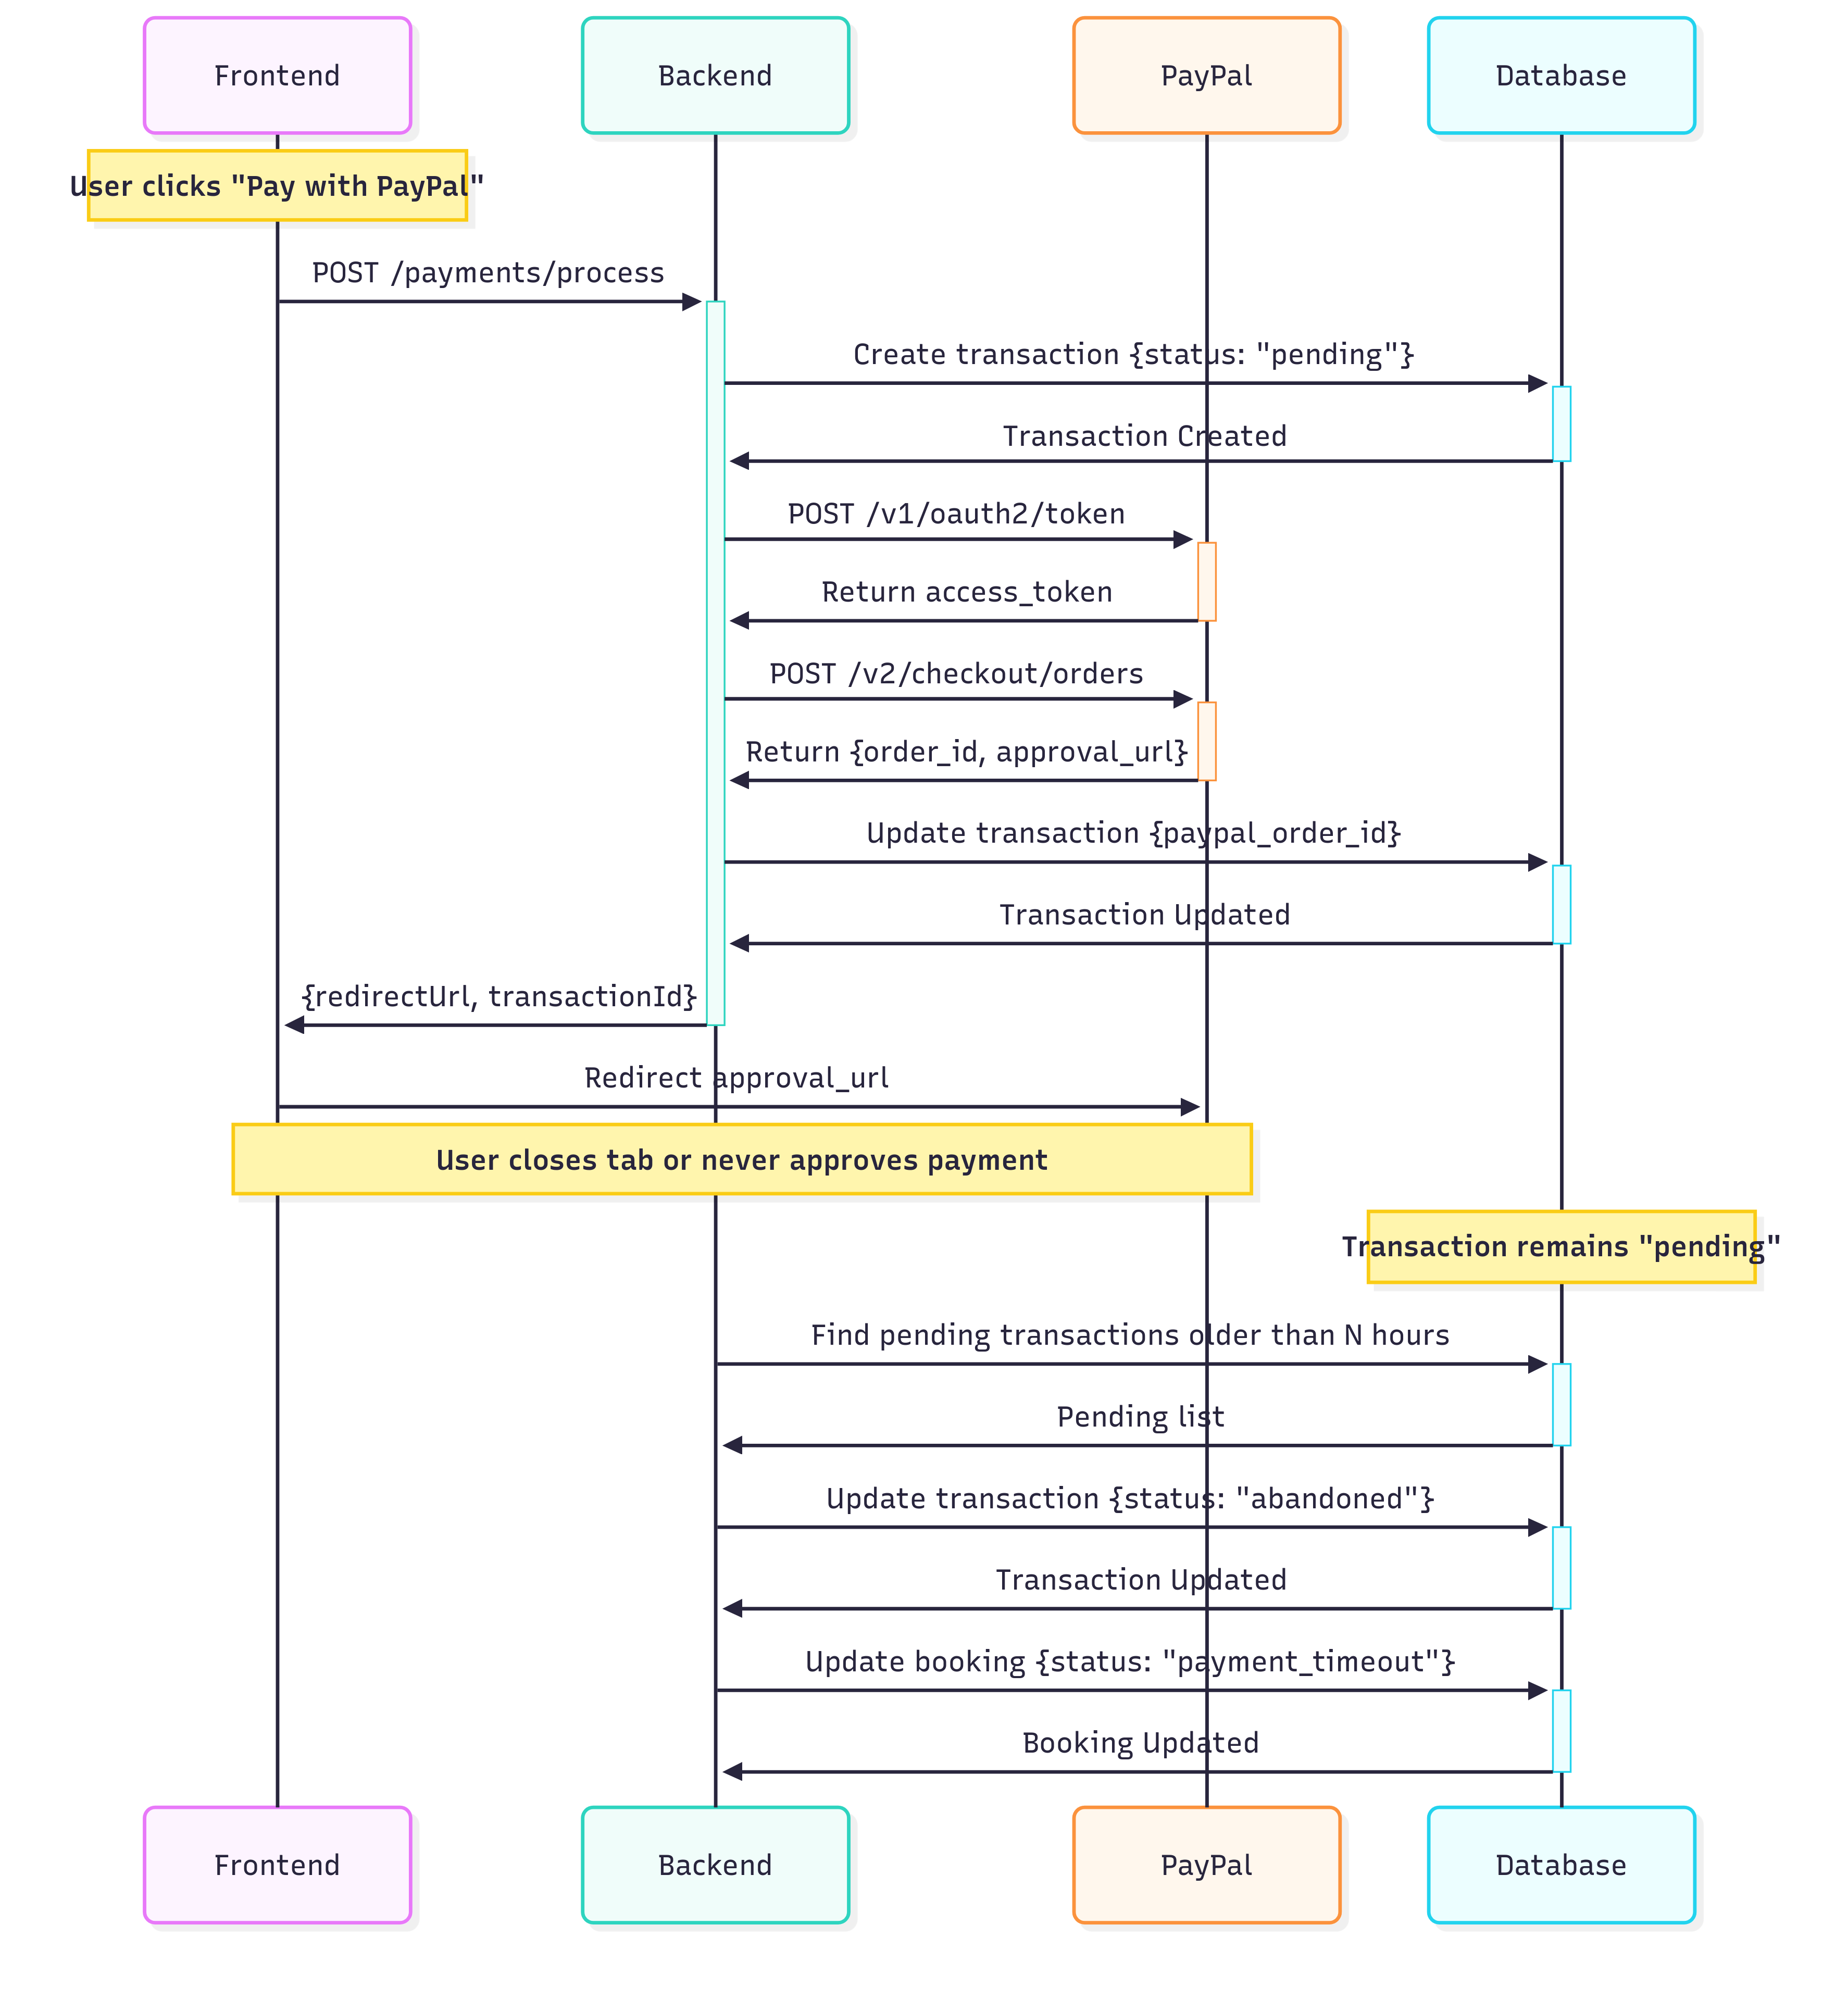 Frontend
Backend
PayPal
Database
User clicks "Pay with PayPal"
POST /payments/process
Create transaction {status: "pending"}
Transaction Created
POST /v1/oauth2/token
Return access_token
POST /v2/checkout/orders
Return {order_id, approval_url}
Update transaction {paypal_order_id}
Transaction Updated
{redirectUrl, transactionId}
Redirect approval_url
User closes tab or never approves payment
Transaction remains "pending"
Find pending transactions older than N hours
Pending list
Update transaction {status: "abandoned"}
Transaction Updated
Update booking {status: "payment_timeout"}
Booking Updated
Frontend
Backend
PayPal
Database